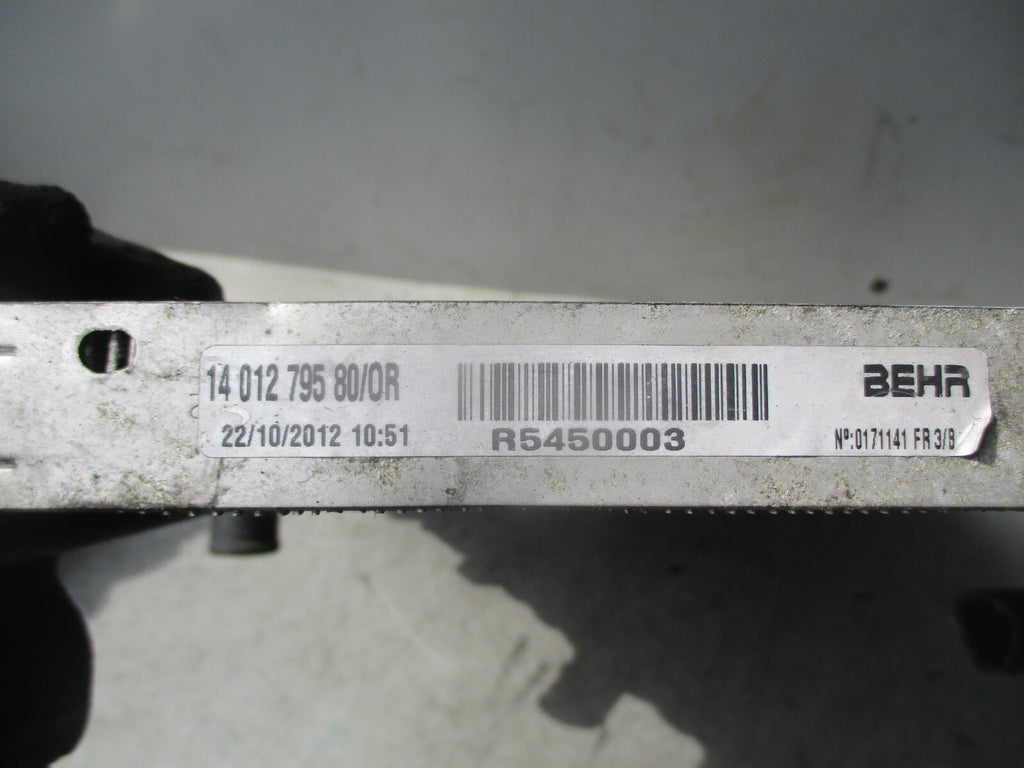 14 012 795 80/OR
22/10/2012 10:51
R5450003
BEHR
Nº:0171141 FR 3/B